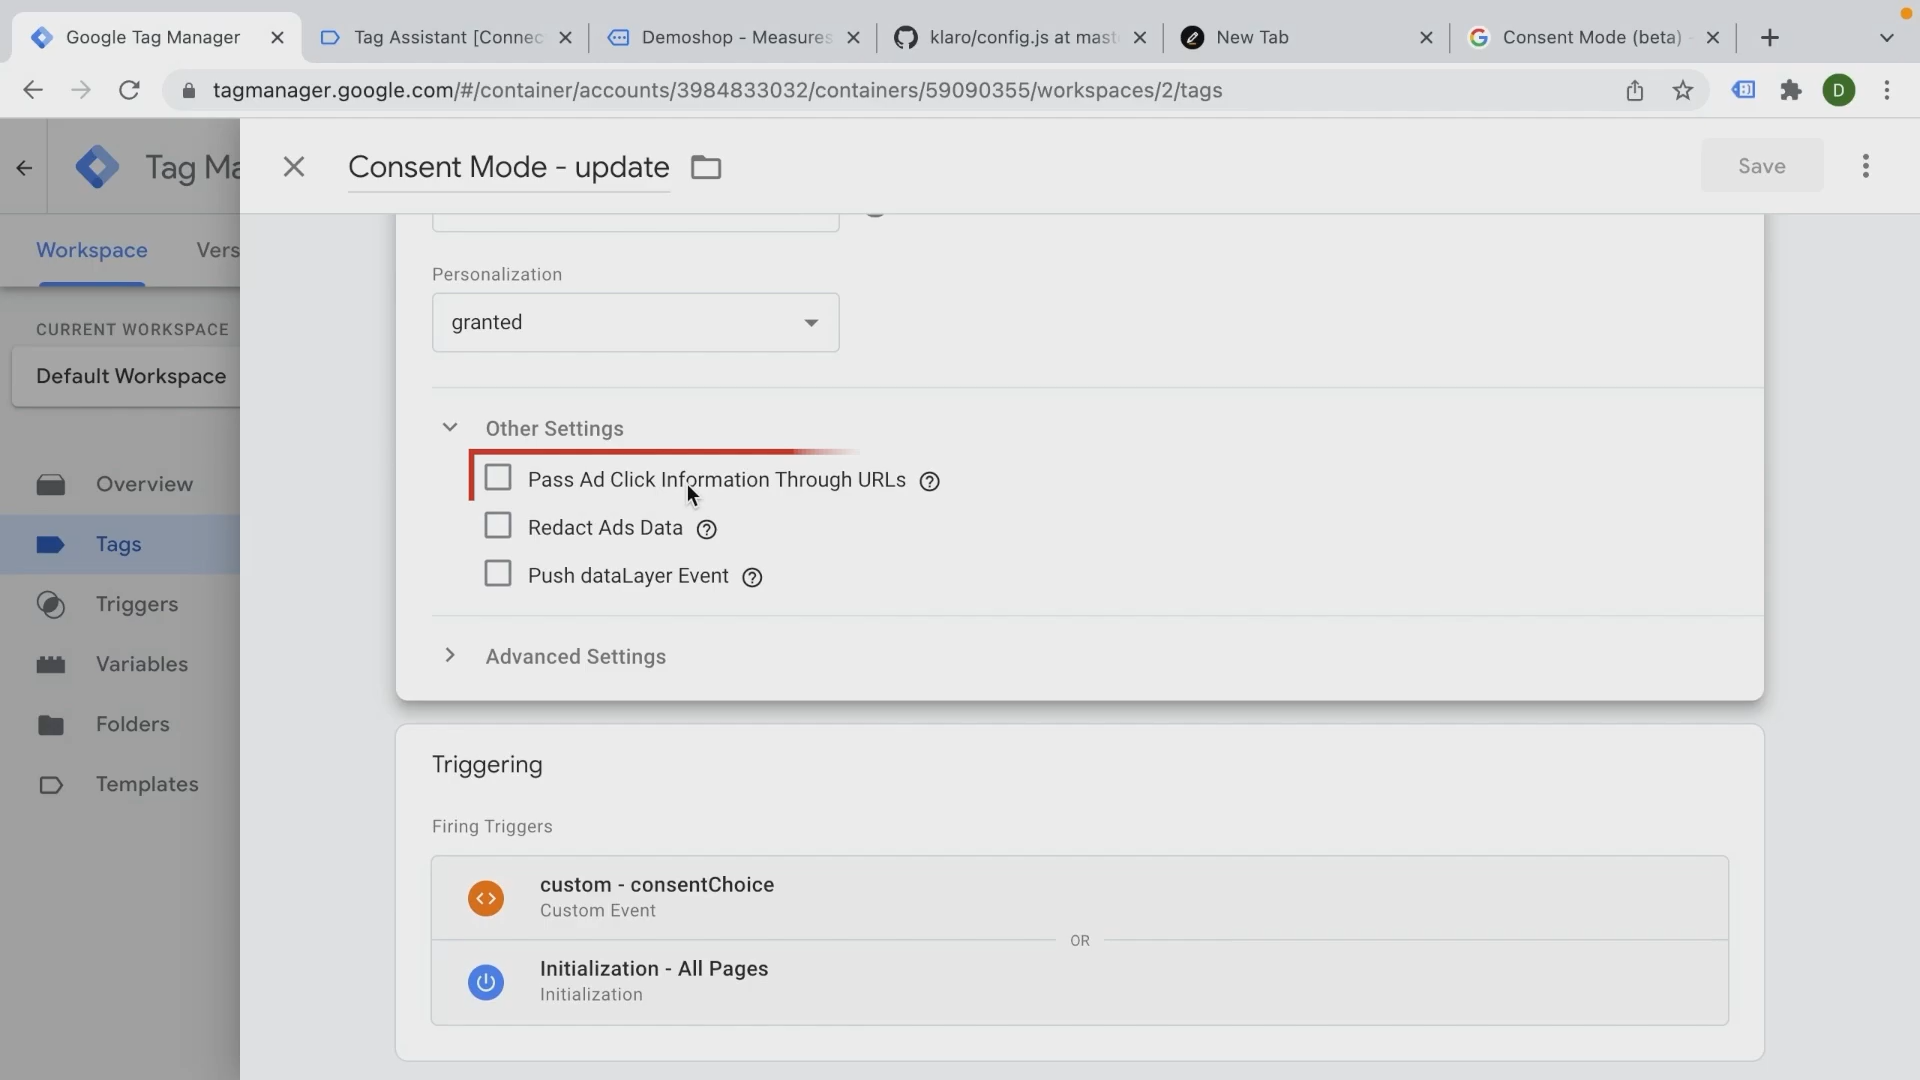 Google Tag Manager
Tag Assistant [Connec
Demoshop - Measures
klaro/config.js at mast
New Tab
Consent Mode (beta)
tagmanager.google.com/#/container/accounts/3984833032/containers/59090355/workspaces/2/tags
D
Tag Ma
Consent Mode - update
Save
Workspace
Vers
CURRENT WORKSPACE
Default Workspace
Overview
Tags
Triggers
Variables
Folders
Templates
Personalization
granted
Other Settings
Pass Ad Click Information Through URLs
Redact Ads Data
Push dataLayer Event
Advanced Settings
Triggering
Firing Triggers
custom - consentChoice
Custom Event
OR
Initialization - All Pages
Initialization